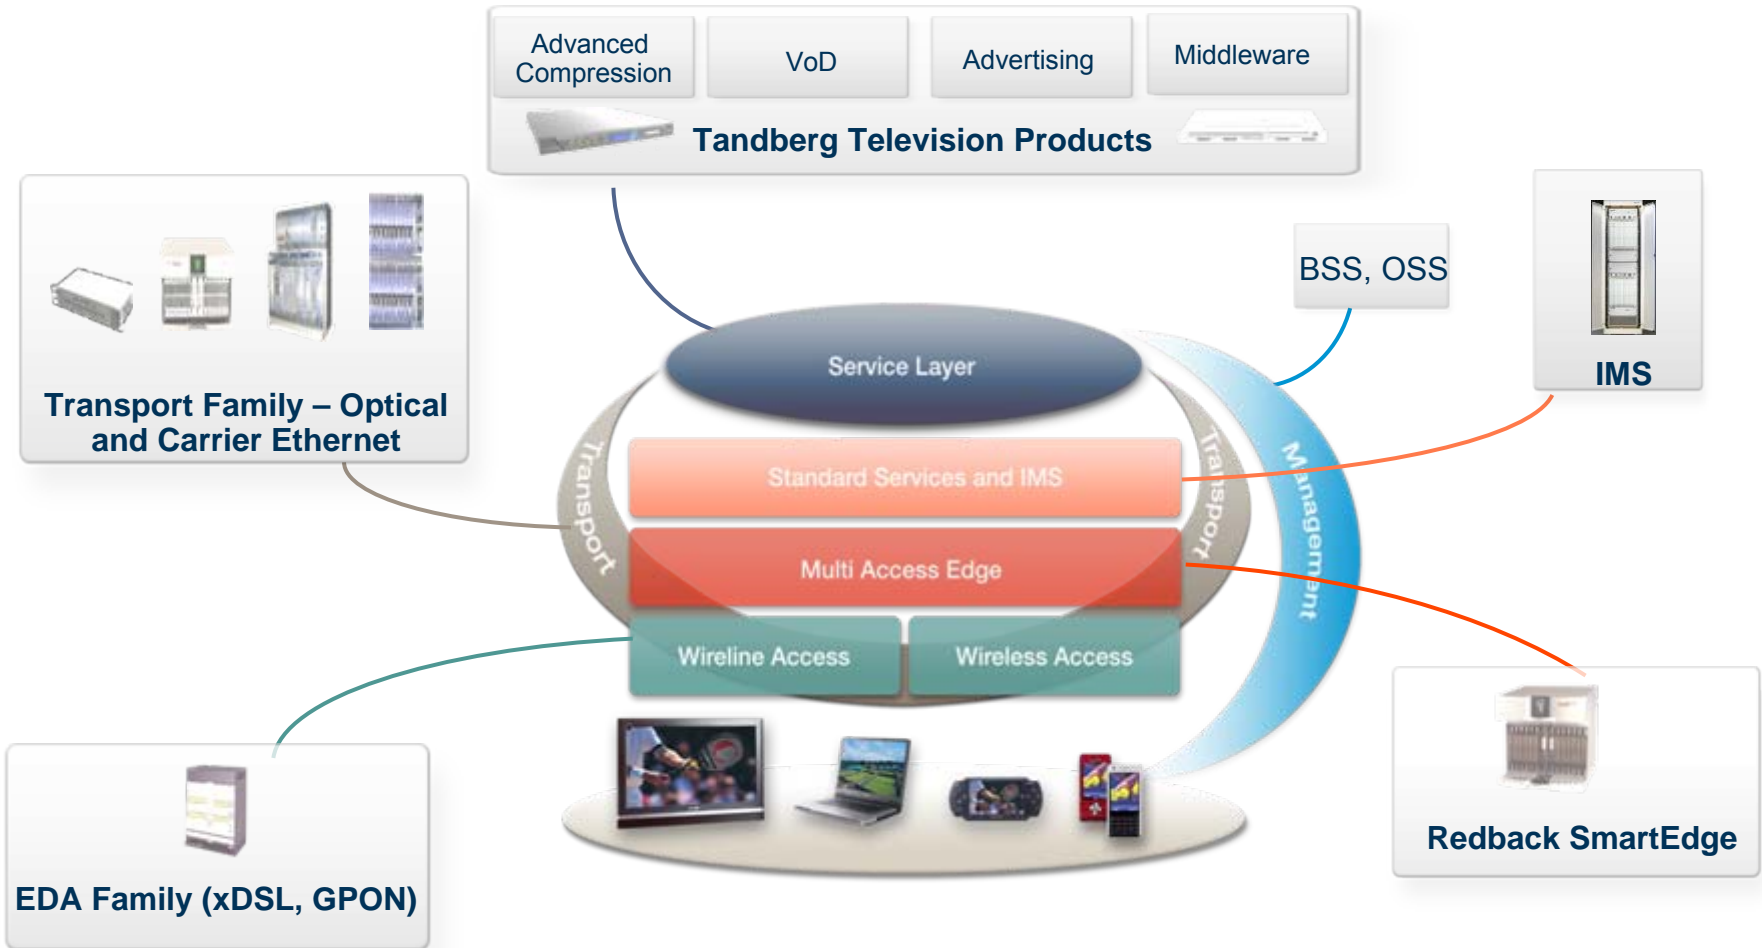 Advanced
Compression
VoD
Advertising
Middleware
Tandberg Television Products
BSS, OSS
IMS
Transport Family – Optical
and Carrier Ethernet
Service Layer
Transport
Standard Services and IMS
Transport
Management
Multi Access Edge
Wireline Access
Wireless Access
Redback SmartEdge
EDA Family (xDSL, GPON)